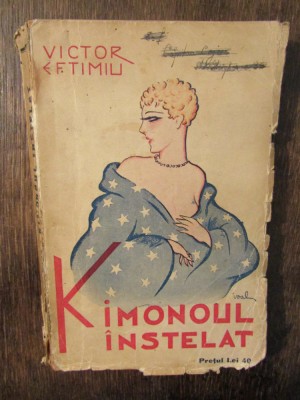 VICTOR
EFTIMIU
KIMONOUL
ÎNSTELAT
Prețul Lei 40